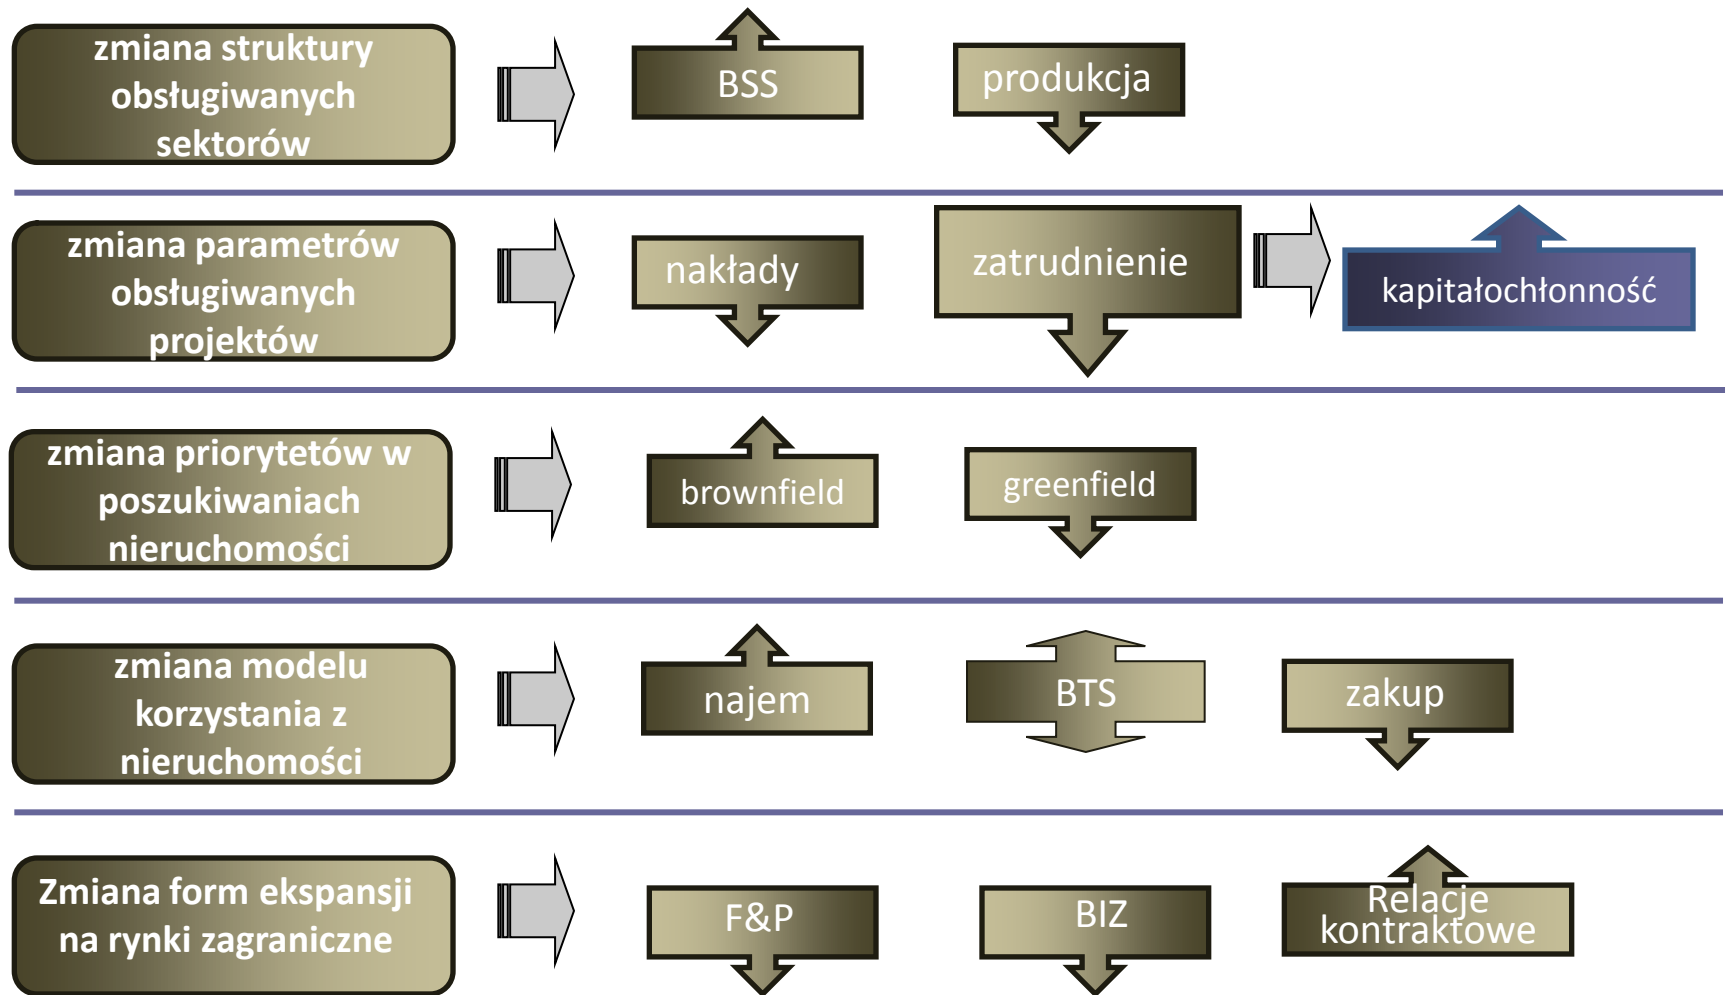 zmiana struktury
obsługiwanych
sektorów
BSS
produkcja
zmiana parametrów
obsługiwanych
projektów
nakłady
zatrudnienie
kapitałochłonność
zmiana priorytetów w
poszukiwaniach
nieruchomości
brownfield
greenfield
zmiana modelu
korzystania z
nieruchomości
najem
BTS
zakup
Zmiana form ekspansji
na rynki zagraniczne
F&P
BIZ
Relacje
kontraktowe